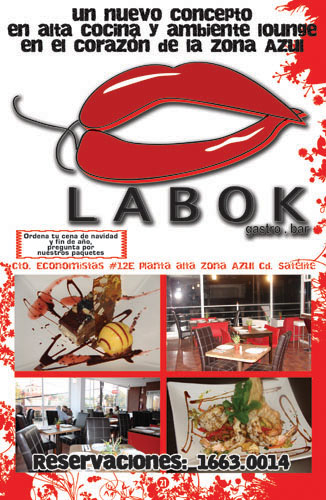 un nuevo concepto
en alta cocina y ambiente lounge
en el corazón de la zona Azul
LABOK
gastro . bar
Ordena tu cena de navidad
y fin de año,
pregunta por
nuestros paquetes
Cto. Economistas #12E Planta alta zona AZUL Cd. Satélite
Reservaciones: 1663.0014
21